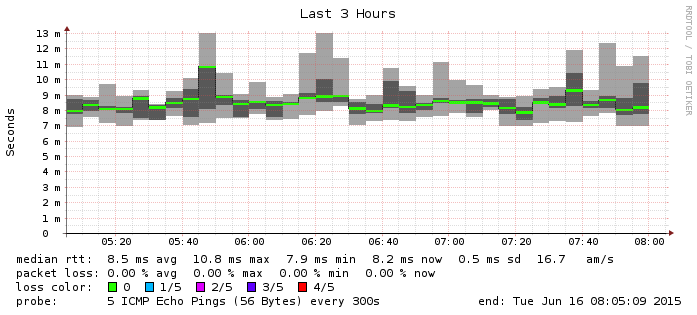 Last 3 Hours
RRDTOOL / TOBI OETIKER
Seconds
13 m
12 m
11 m
10 m
9 m
8 m
7 m
6 m
5 m
4 m
3 m
2 m
1 m
0
05:20 05:40 06:00 06:20 06:40 07:00 07:20 07:40 08:00
median rtt: 8.5 ms avg 10.8 ms max 7.9 ms min 8.2 ms now 0.5 ms sd 16.7 am/s
packet loss: 0.00 % avg 0.00 % max 0.00 % min 0.00 % now
loss color: 0 1/5 2/5 3/5 4/5
probe: 5 ICMP Echo Pings (56 Bytes) every 300s end: Tue Jun 16 08:05:09 2015